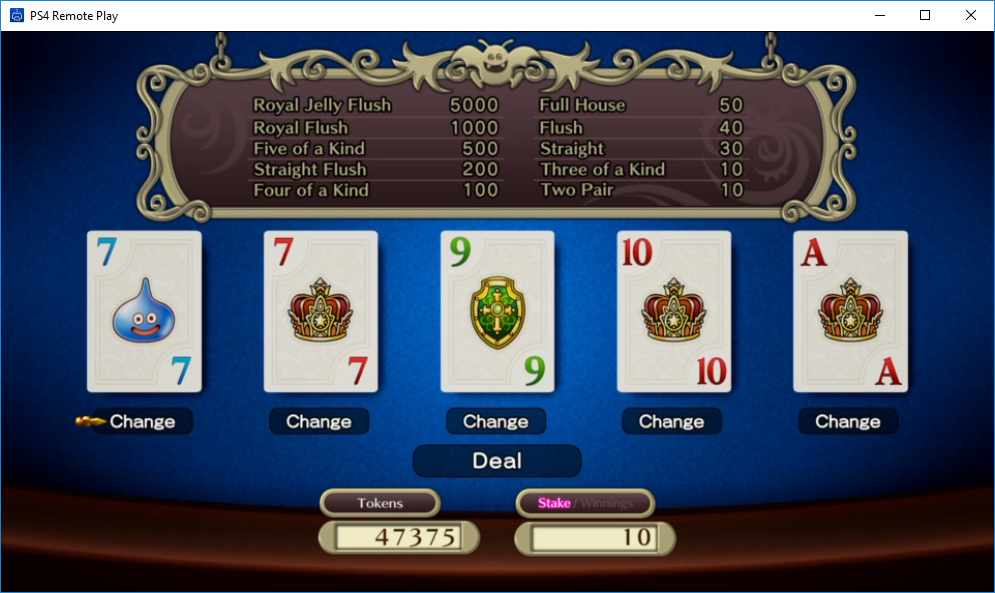 PS4 Remote Play
Royal Jelly Flush 5000 Full House 50
Royal Flush 1000 Flush 40
Five of a Kind 500 Straight 30
Straight Flush 200 Three of a Kind 10
Four of a Kind 100 Two Pair 10
7 7 9 10 A
7 7 9 10 A
Change Change Change Change Change
Deal
Tokens Stake / Winnings
47375 10